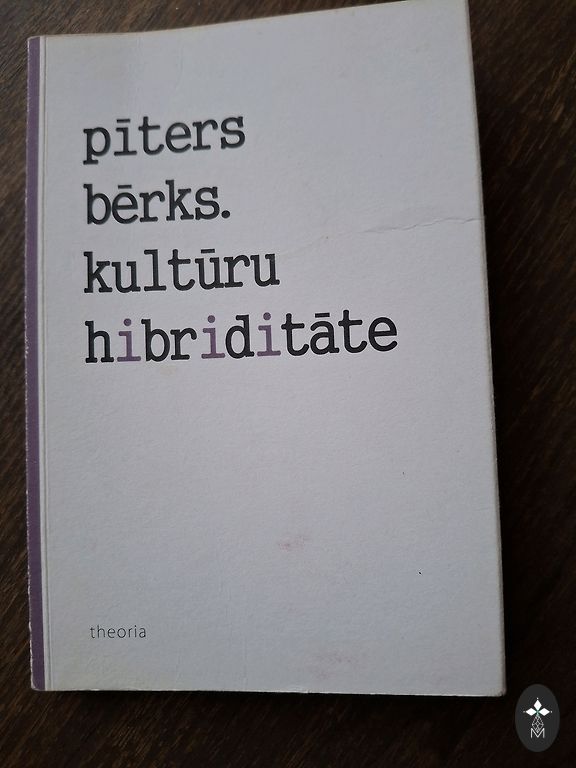 pīters
bērks.
kultūru
hibriditāte
theoria